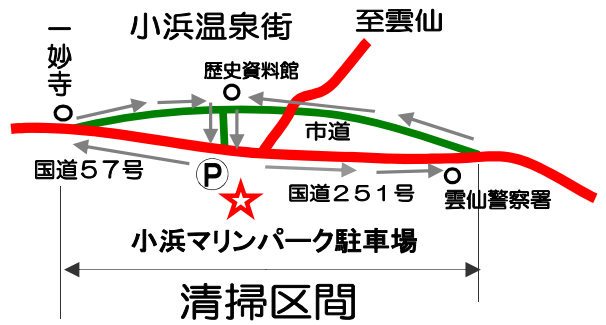 小浜温泉街
至雲仙
一妙寺
歴史資料館
市道
国道57号
P
国道251号
雲仙警察署
小浜マリンパーク駐車場
清掃区間